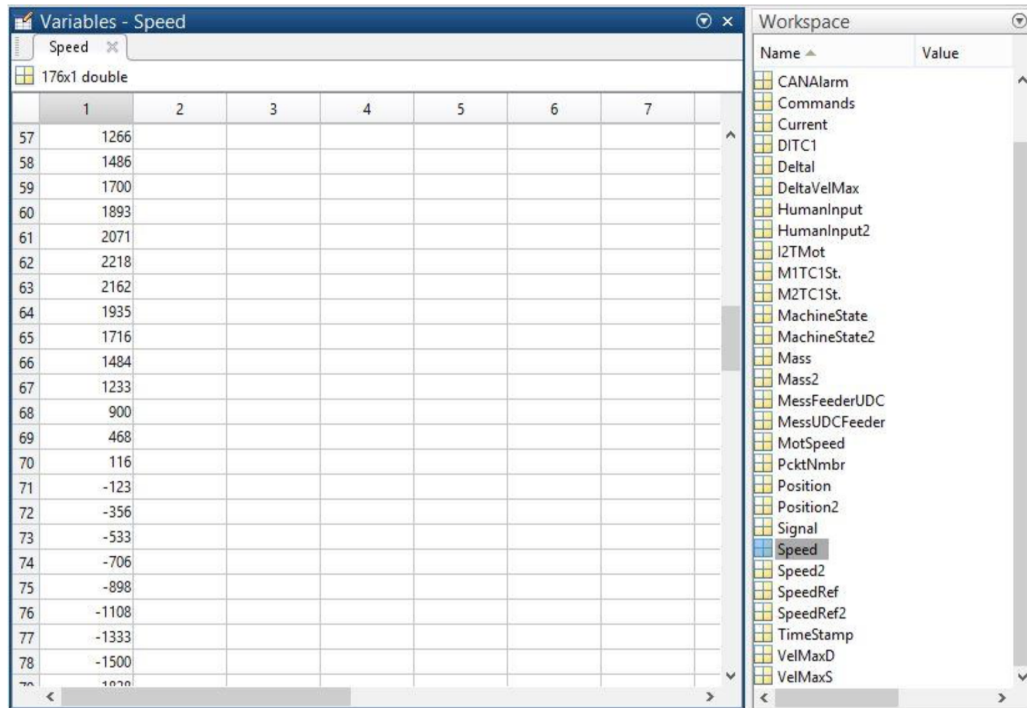 Variables - Speed
Speed
176x1 double
1 2 3 4 5 6 7
57 1266
58 1486
59 1700
60 1893
61 2071
62 2218
63 2162
64 1935
65 1716
66 1484
67 1233
68 900
69 468
70 116
71 -123
72 -356
73 -533
74 -706
75 -898
76 -1108
77 -1333
78 -1500
Workspace
Name Value
CANAlarm
Commands
Current
DITC1
DeltaI
DeltaVelMax
HumanInput
HumanInput2
I2TMot
M1TC1St.
M2TC1St.
MachineState
MachineState2
Mass
Mass2
MessFeederUDC
MessUDCFeeder
MotSpeed
PcktNmbr
Position
Position2
Signal
Speed
Speed2
SpeedRef
SpeedRef2
TimeStamp
VelMaxD
VelMaxS